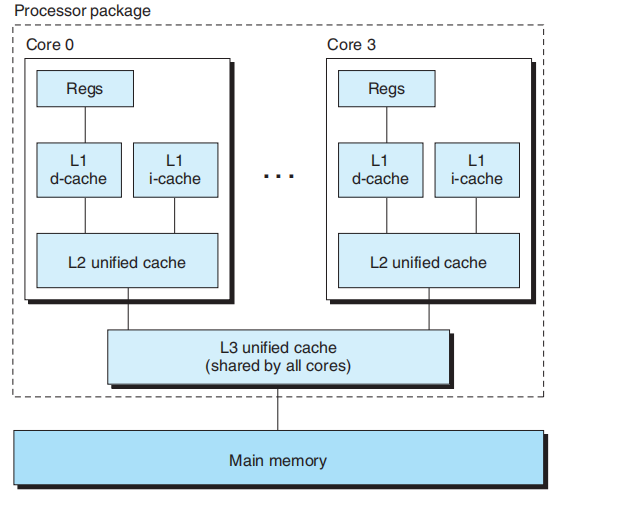 Processor package
Core 0
Core 3
Regs
Regs
L1
d-cache
L1
i-cache
...
L1
d-cache
L1
i-cache
L2 unified cache
L2 unified cache
L3 unified cache
(shared by all cores)
Main memory